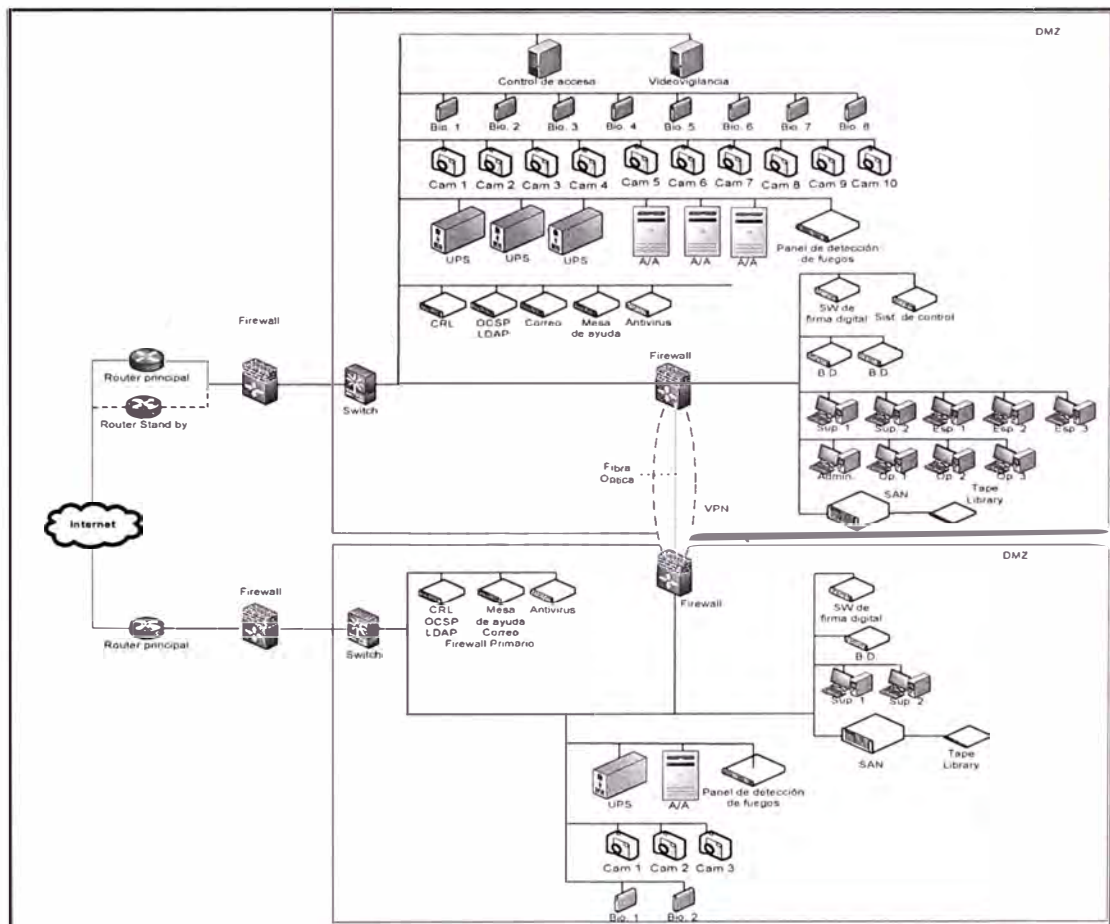 DMZ
Control de acceso
Videovigilancia
Bio. 1
Bio. 2
Bio. 3
Bio. 4
Bio. 5
Bio. 6
Bio. 7
Bio. 8
Cam 1
Cam 2
Cam 3
Cam 4
Cam 5
Cam 6
Cam 7
Cam 8
Cam 9
Cam 10
UPS
UPS
UPS
A/A
A/A
A/A
Panel de detección
de fuegos
CRL
OCSP
LDAP
Correo
Mesa
de ayuda
Antivirus
SW de
firma digital
Sist. de control
Firewall
Router principal
Router Stand by
Switch
Firewall
B.D.
B.D.
Sup. 1
Sup. 2
Esp. 1
Esp. 2
Esp. 3
Admin.
Op. 1
Op. 2
Op. 3
Fibra
Optica
VPN
SAN
Tape
Library
Internet
DMZ
Firewall
Router principal
Switch
CRL
OCSP
LDAP
Mesa
de ayuda
Correo
Antivirus
Firewall Primario
Firewall
SW de
firma digital
B.D.
Sup. 1
Sup. 2
SAN
Tape
Library
UPS
A/A
Panel de detección
de fuegos
Cam 1
Cam 2
Cam 3
Bio. 1
Bio. 2